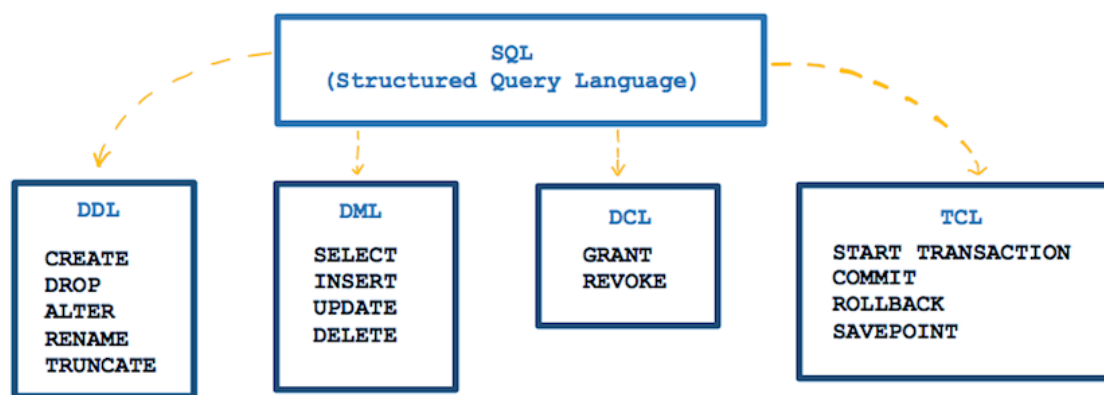 SQL
(Structured Query Language)
DDL
CREATE
DROP
ALTER
RENAME
TRUNCATE
DML
SELECT
INSERT
UPDATE
DELETE
DCL
GRANT
REVOKE
TCL
START TRANSACTION
COMMIT
ROLLBACK
SAVEPOINT